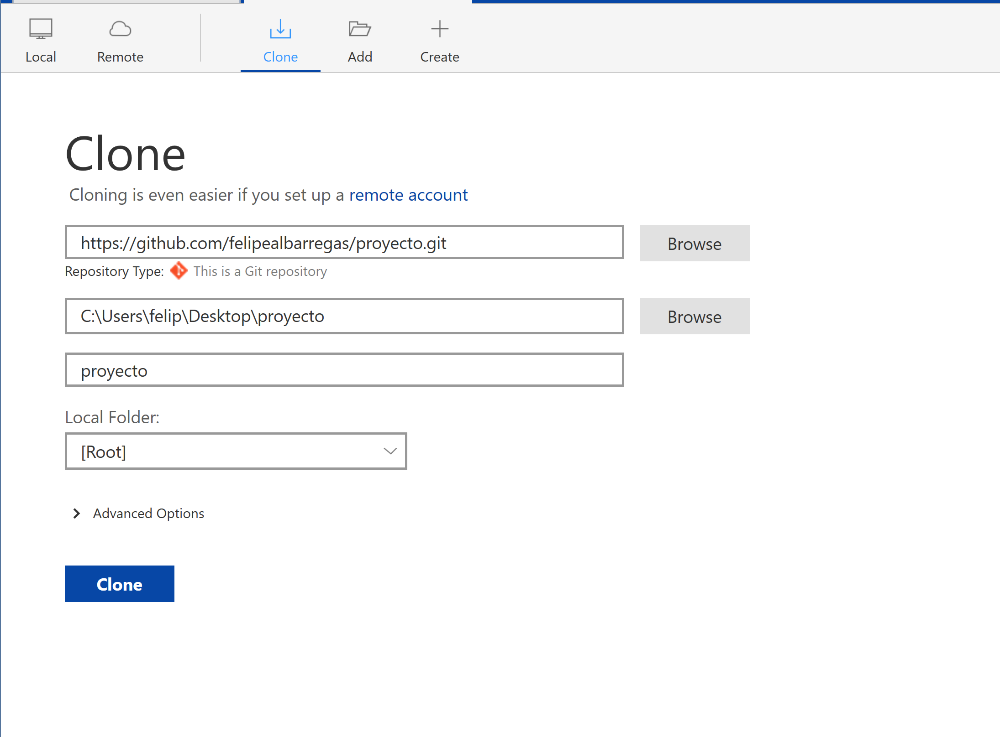 Local Remote Clone Add Create
Clone
Cloning is even easier if you set up a remote account
https://github.com/felipealbarregas/proyecto.git Browse
Repository Type: This is a Git repository
C:\Users\felip\Desktop\proyecto Browse
proyecto
Local Folder:
[Root]
Advanced Options
Clone